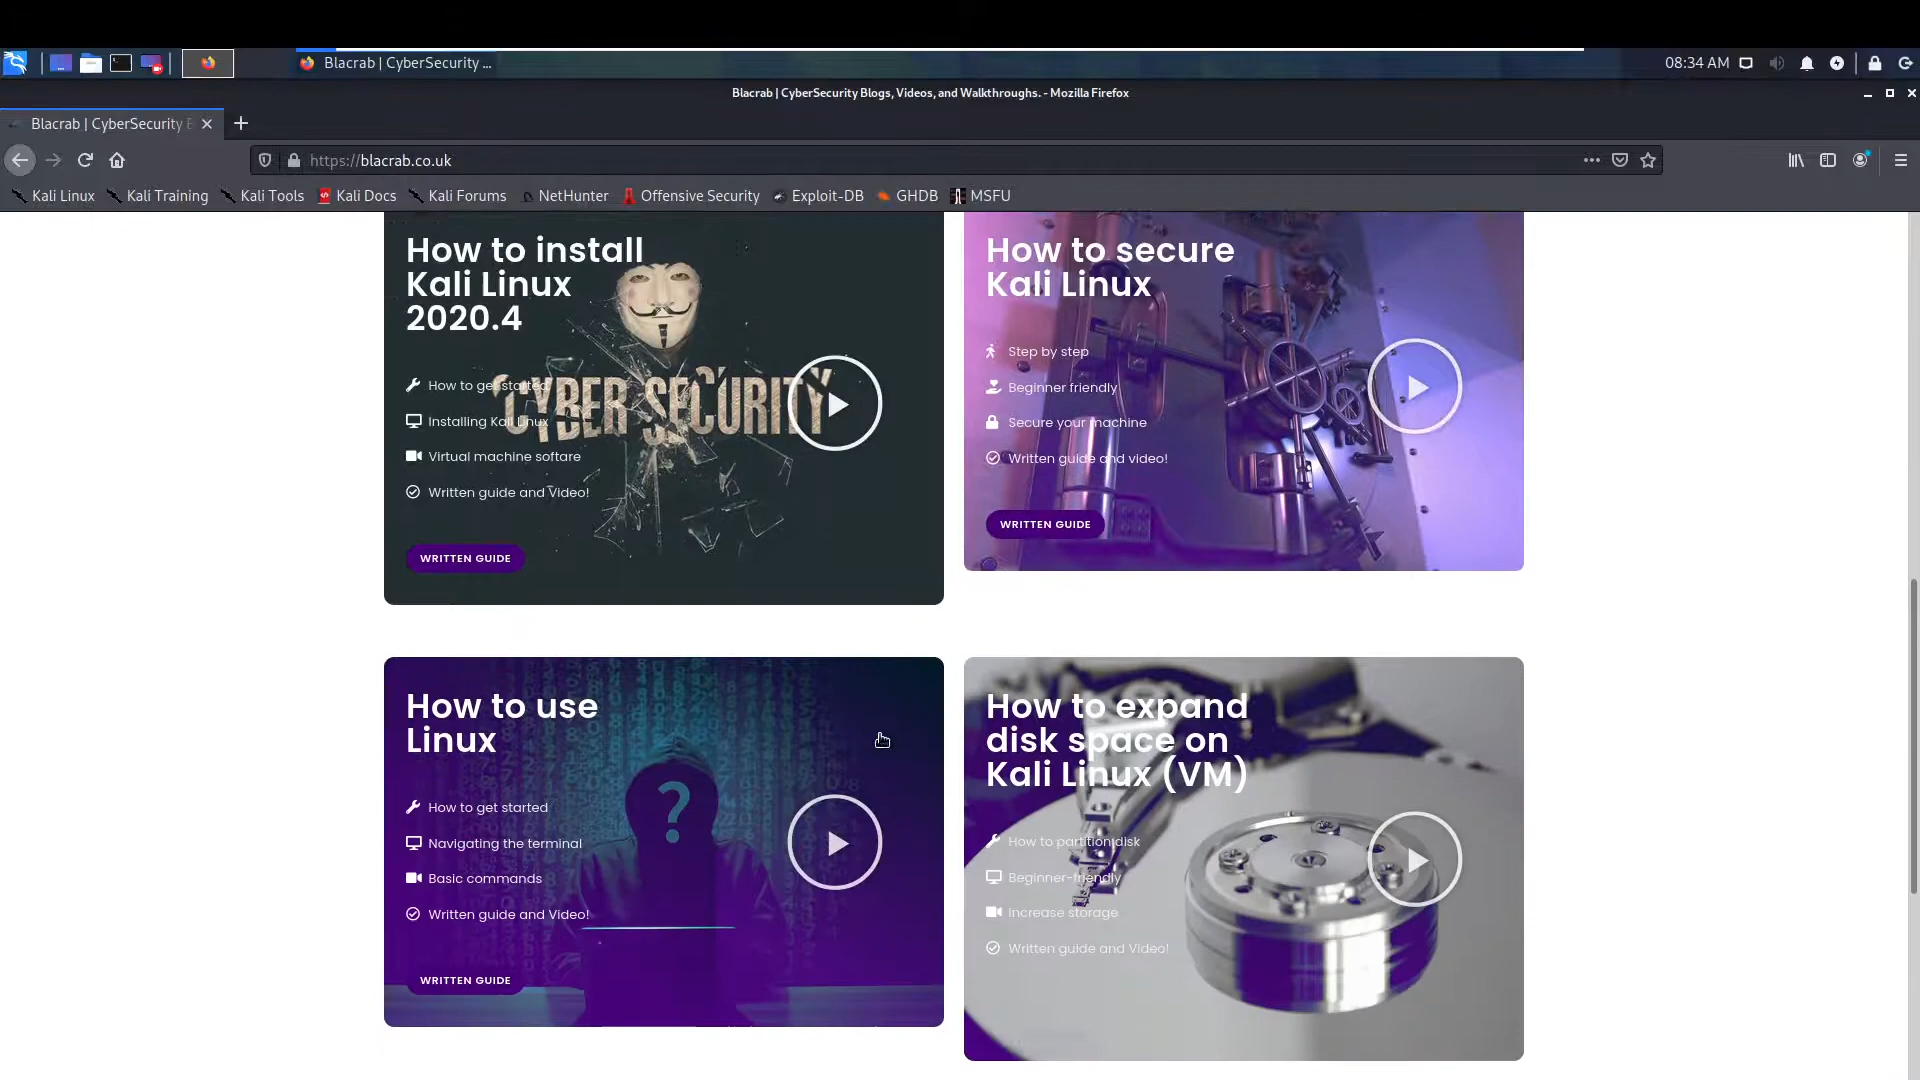 Blacrab | CyberSecurity ...
08:34 AM
Blacrab | CyberSecurity Blogs, Videos, and Walkthroughs. - Mozilla Firefox
Blacrab | CyberSecurity
https://blacrab.co.uk
Kali Linux
Kali Training
Kali Tools
Kali Docs
Kali Forums
NetHunter
Offensive Security
Exploit-DB
GHDB
MSFU
How to install
Kali Linux
2020.4
How to get started
Installing Kali Linux
Virtual machine softare
Written guide and Video!
WRITTEN GUIDE
CYBER SECURITY
How to secure
Kali Linux
Step by step
Beginner friendly
Secure your machine
Written guide and video!
WRITTEN GUIDE
How to use
Linux
How to get started
Navigating the terminal
Basic commands
Written guide and Video!
WRITTEN GUIDE
?
How to expand
disk space on
Kali Linux (VM)
How to partition disk
Beginner-friendly
Increase storage
Written guide and Video!